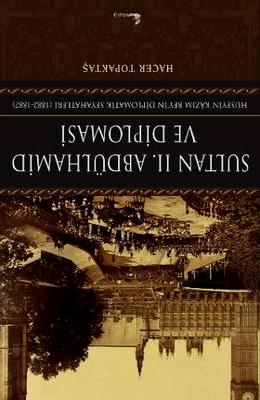 SULTAN II. ABDÜLHAMİD
VE DİPLOMASİ
HÜSEYİN KÂZIM BEY'İN DİPLOMATİK SEYAHATLERİ (1882-1887)
HACER TOPAKTAŞ